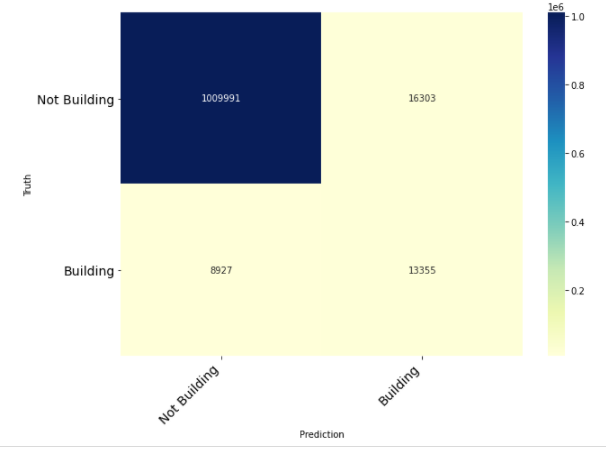 1e6
1.0
Not Building
1009991
16303
0.8
0.6
Truth
0.4
Building
8927
13355
0.2
Not Building
Building
Prediction